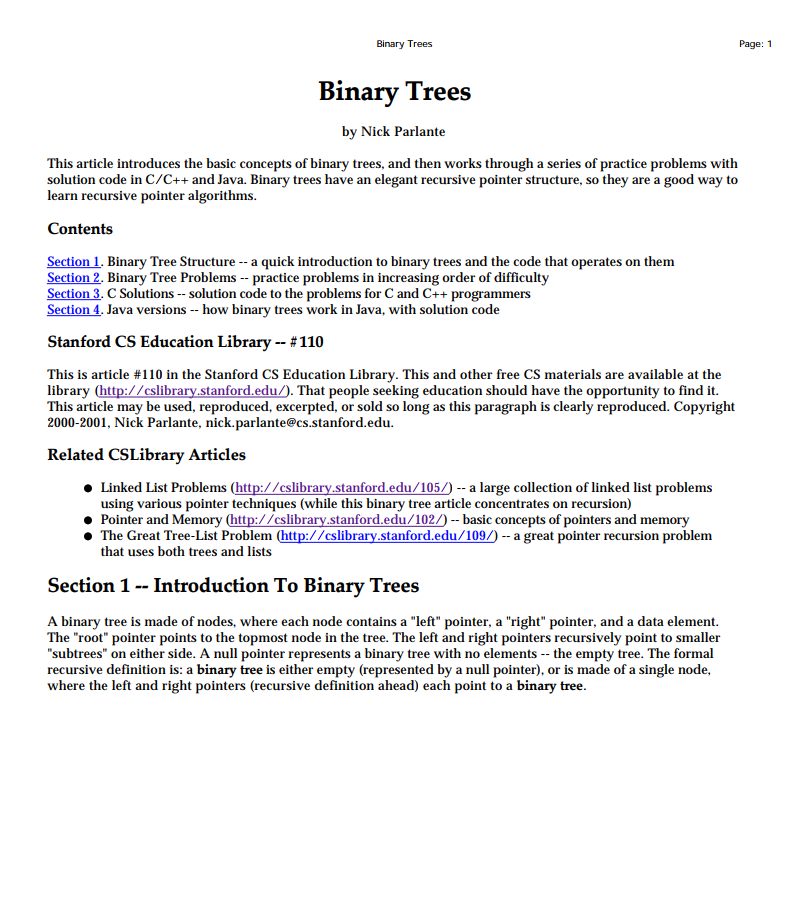 Binary Trees Page: 1
Binary Trees
by Nick Parlante
This article introduces the basic concepts of binary trees, and then works through a series of practice problems with
solution code in C/C++ and Java. Binary trees have an elegant recursive pointer structure, so they are a good way to
learn recursive pointer algorithms.
Contents
Section 1. Binary Tree Structure -- a quick introduction to binary trees and the code that operates on them
Section 2. Binary Tree Problems -- practice problems in increasing order of difficulty
Section 3. C Solutions -- solution code to the problems for C and C++ programmers
Section 4. Java versions -- how binary trees work in Java, with solution code
Stanford CS Education Library -- #110
This is article #110 in the Stanford CS Education Library. This and other free CS materials are available at the
library (http://cslibrary.stanford.edu/). That people seeking education should have the opportunity to find it.
This article may be used, reproduced, excerpted, or sold so long as this paragraph is clearly reproduced. Copyright
2000-2001, Nick Parlante, nick.parlante@cs.stanford.edu.
Related CSLibrary Articles
● Linked List Problems (http://cslibrary.stanford.edu/105/) -- a large collection of linked list problems
using various pointer techniques (while this binary tree article concentrates on recursion)
● Pointer and Memory (http://cslibrary.stanford.edu/102/) -- basic concepts of pointers and memory
● The Great Tree-List Problem (http://cslibrary.stanford.edu/109/) -- a great pointer recursion problem
that uses both trees and lists
Section 1 -- Introduction To Binary Trees
A binary tree is made of nodes, where each node contains a "left" pointer, a "right" pointer, and a data element.
The "root" pointer points to the topmost node in the tree. The left and right pointers recursively point to smaller
"subtrees" on either side. A null pointer represents a binary tree with no elements -- the empty tree. The formal
recursive definition is: a binary tree is either empty (represented by a null pointer), or is made of a single node,
where the left and right pointers (recursive definition ahead) each point to a binary tree.